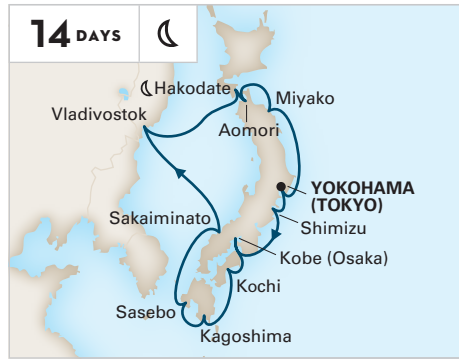 14 DAYS
Hakodate
Miyako
Vladivostok
Aomori
YOKOHAMA
(TOKYO)
Sakaiminato
Shimizu
Kobe (Osaka)
Kochi
Sasebo
Kagoshima